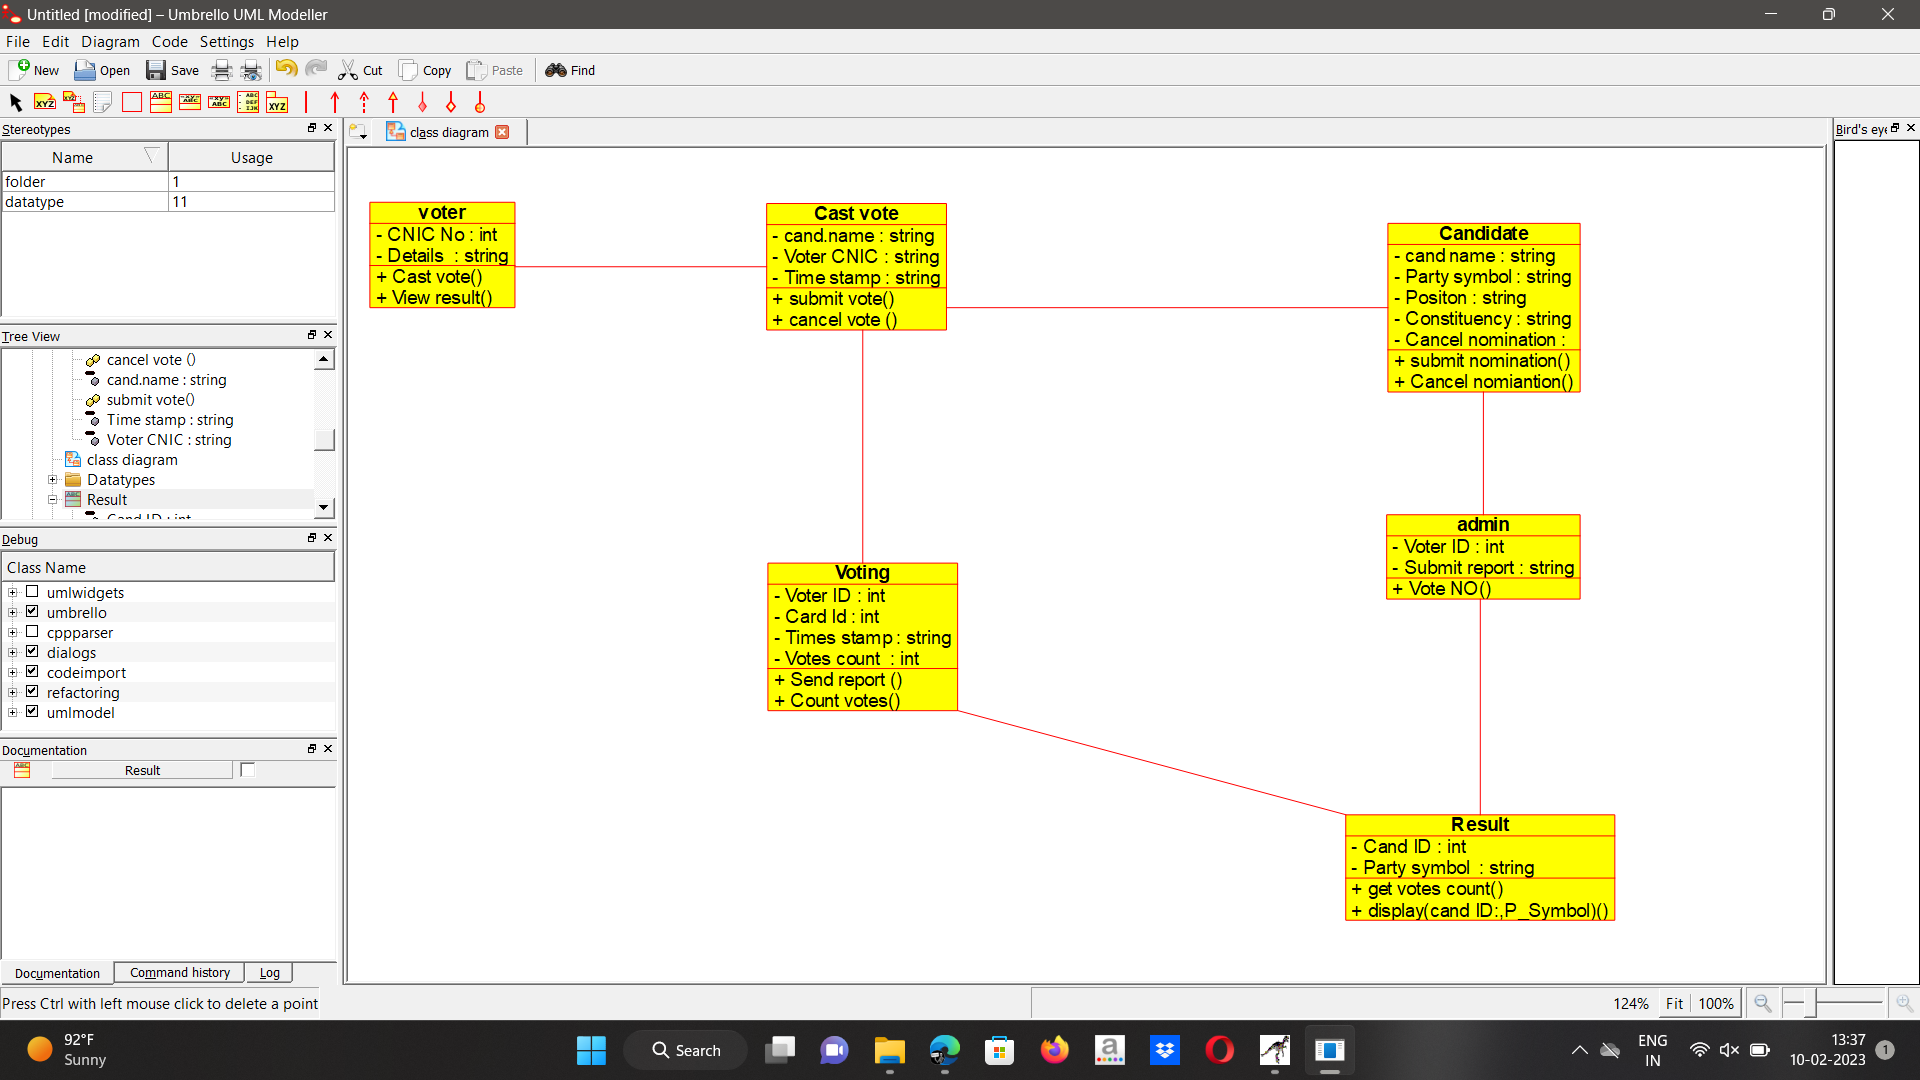 Untitled [modified] – Umbrello UML Modeller
File Edit Diagram Code Settings Help
New Open Save Cut Copy Paste Find
Stereotypes
Name Usage
folder 1
datatype 11
Tree View
cancel vote ()
cand.name : string
submit vote()
Time stamp : string
Voter CNIC : string
class diagram
Datatypes
Result
Cand ID : int
Debug
Class Name
umlwidgets
umbrello
cppparser
dialogs
codeimport
refactoring
umlmodel
Documentation
Result
Documentation Command history Log
Press Ctrl with left mouse click to delete a point
class diagram
Bird's eye
voter
- CNIC No : int
- Details : string
+ Cast vote()
+ View result()
Cast vote
- cand.name : string
- Voter CNIC : string
- Time stamp : string
+ submit vote()
+ cancel vote ()
Candidate
- cand name : string
- Party symbol : string
- Positon : string
- Constituency : string
- Cancel nomination :
+ submit nomination()
+ Cancel nomiantion()
Voting
- Voter ID : int
- Card Id : int
- Times stamp : string
- Votes count : int
+ Send report ()
+ Count votes()
admin
- Voter ID : int
- Submit report : string
+ Vote NO()
Result
- Cand ID : int
- Party symbol : string
+ get votes count()
+ display(cand ID:,P_Symbol)()
124% Fit 100%
92°F
Sunny
Search
ENG
IN
13:37
10-02-2023
1